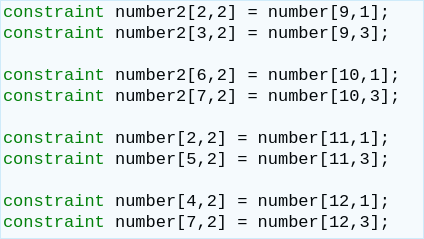 constraint number2[2,2] = number[9,1];
constraint number2[3,2] = number[9,3];
constraint number2[6,2] = number[10,1];
constraint number2[7,2] = number[10,3];
constraint number[2,2] = number[11,1];
constraint number[5,2] = number[11,3];
constraint number[4,2] = number[12,1];
constraint number[7,2] = number[12,3];